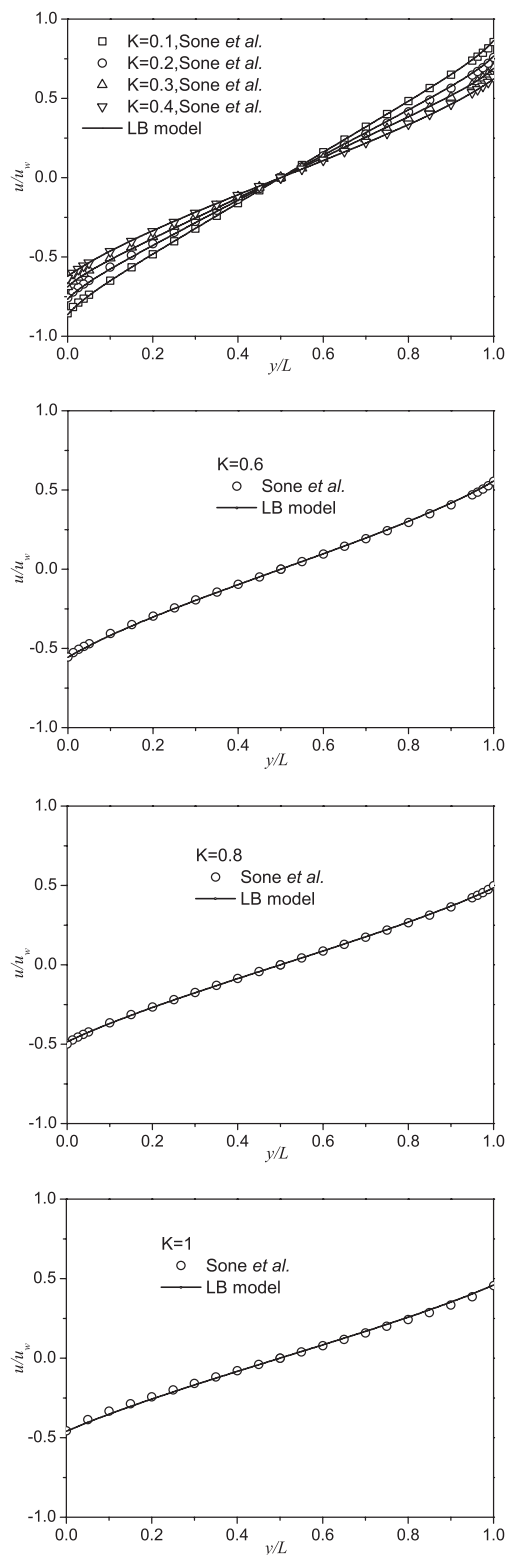 1.0
K=0.1,Sone et al.
K=0.2,Sone et al.
0.5
K=0.3,Sone et al.
K=0.4,Sone et al.
LB model
u/u_w
0.0
-0.5
-1.0
0.0 0.2 0.4 0.6 0.8 1.0
y/L
1.0
K=0.6
0.5
Sone et al.
LB model
u/u_w
0.0
-0.5
-1.0
0.0 0.2 0.4 0.6 0.8 1.0
y/L
1.0
K=0.8
0.5
Sone et al.
LB model
u/u_w
0.0
-0.5
-1.0
0.0 0.2 0.4 0.6 0.8 1.0
y/L
1.0
K=1
0.5
Sone et al.
LB model
u/u_w
0.0
-0.5
-1.0
0.0 0.2 0.4 0.6 0.8 1.0
y/L